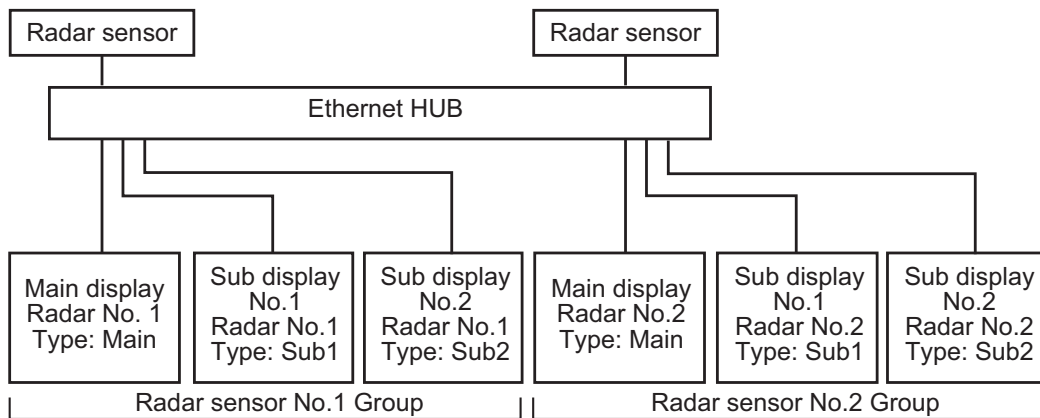 Radar sensor
Radar sensor
Ethernet HUB
Main display
Radar No. 1
Type: Main
Sub display
No.1
Radar No.1
Type: Sub1
Sub display
No.2
Radar No.1
Type: Sub2
Main display
Radar No.2
Type: Main
Sub display
No.1
Radar No.2
Type: Sub1
Sub display
No.2
Radar No.2
Type: Sub2
Radar sensor No.1 Group
Radar sensor No.2 Group